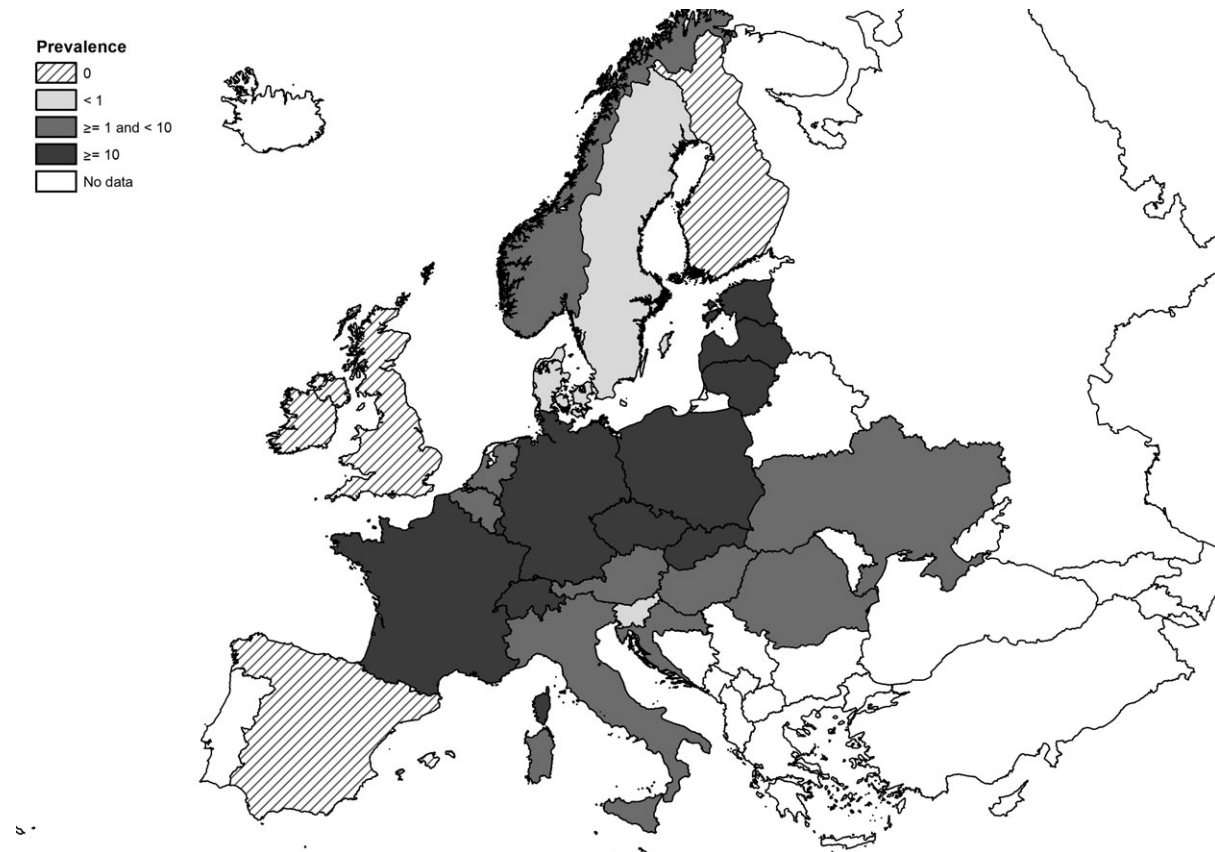 Prevalence
0
< 1
≥= 1 and < 10
≥= 10
No data